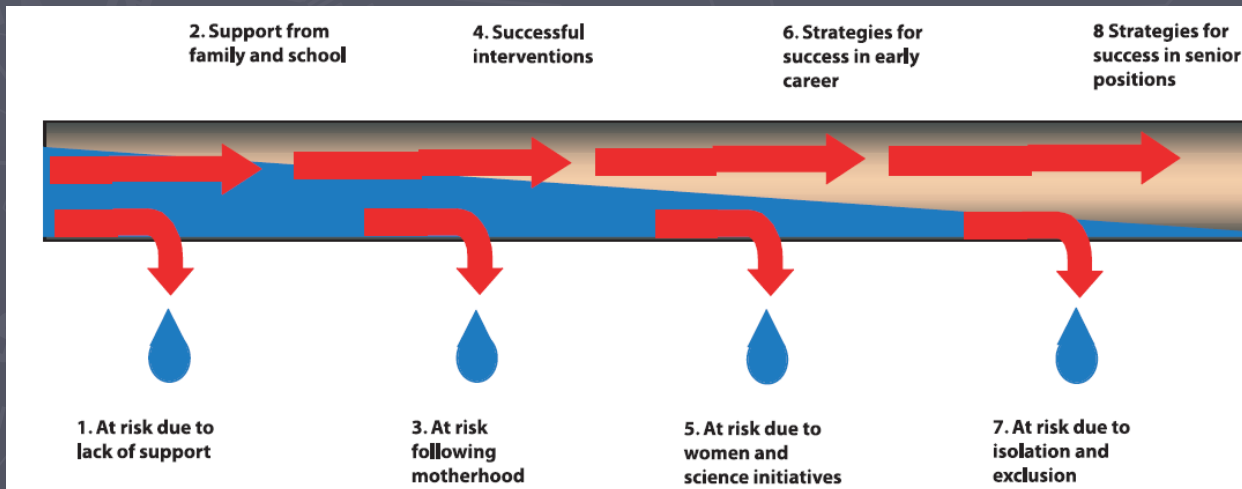 2. Support from
family and school
4. Successful
interventions
6. Strategies for
success in early
career
8 Strategies for
success in senior
positions
1. At risk due to
lack of support
3. At risk
following
motherhood
5. At risk due to
women and
science initiatives
7. At risk due to
isolation and
exclusion